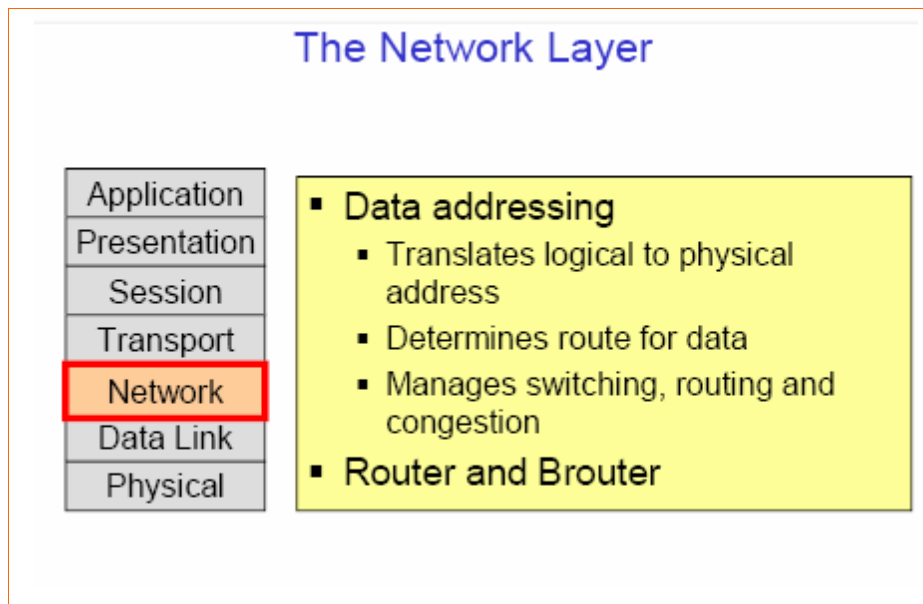 The Network Layer
Application
Presentation
Session
Transport
Network
Data Link
Physical
▪ Data addressing
▪ Translates logical to physical
address
▪ Determines route for data
▪ Manages switching, routing and
congestion
▪ Router and Brouter